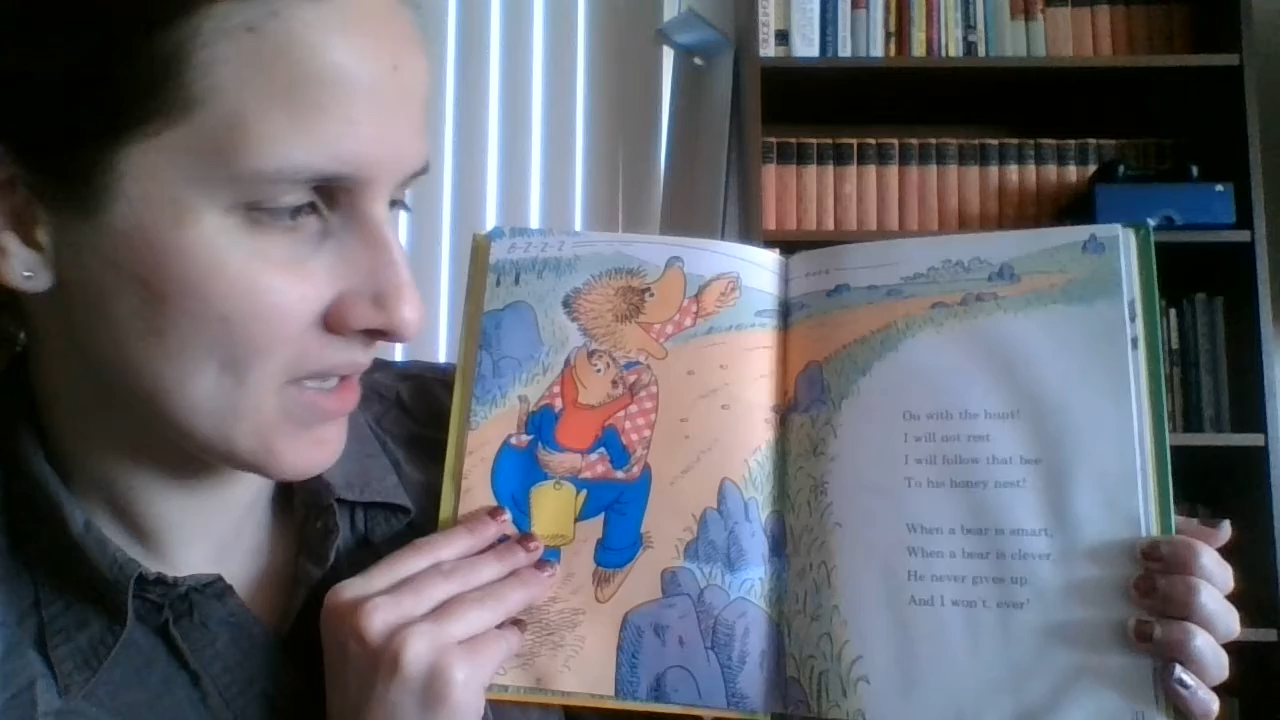 B-Z-Z-Z
On with the hunt!
I will not rest
I will follow that bee
To his honey nest!
When a bear is smart,
When a bear is clever,
He never gives up.
And I won't, ever!